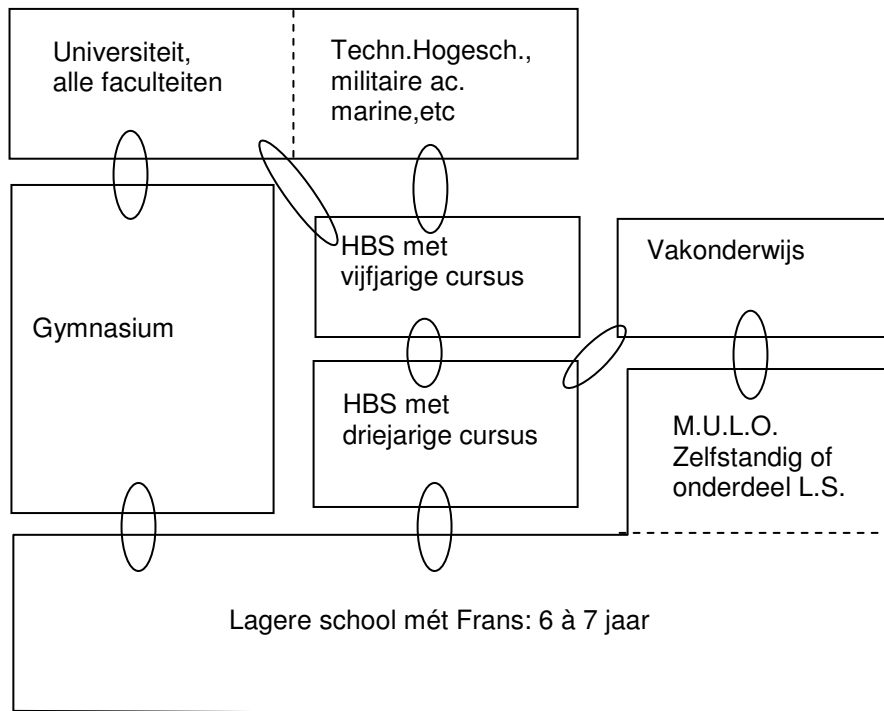 Universiteit,
alle faculteiten
Techn.Hogesch.,
militaire ac.
marine,etc
HBS met
vijfjarige cursus
Vakonderwijs
Gymnasium
HBS met
driejarige cursus
M.U.L.O.
Zelfstandig of
onderdeel L.S.
Lagere school mét Frans: 6 à 7 jaar